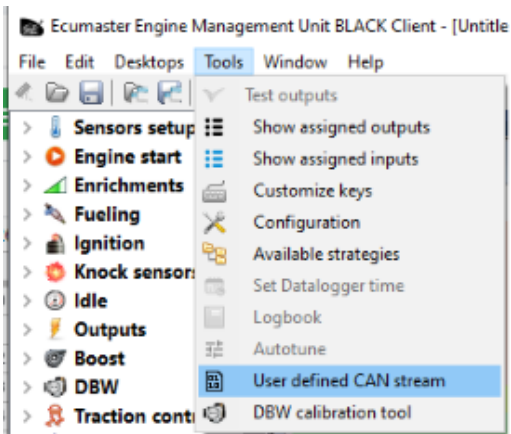 Ecumaster Engine Management Unit BLACK Client - [Untitle
File Edit Desktops Tools Window Help
Sensors setup
Engine start
Enrichments
Fueling
Ignition
Knock sensors
Idle
Outputs
Boost
DBW
Traction cont
Test outputs
Show assigned outputs
Show assigned inputs
Customize keys
Configuration
Available strategies
Set Datalogger time
Logbook
Autotune
User defined CAN stream
DBW calibration tool